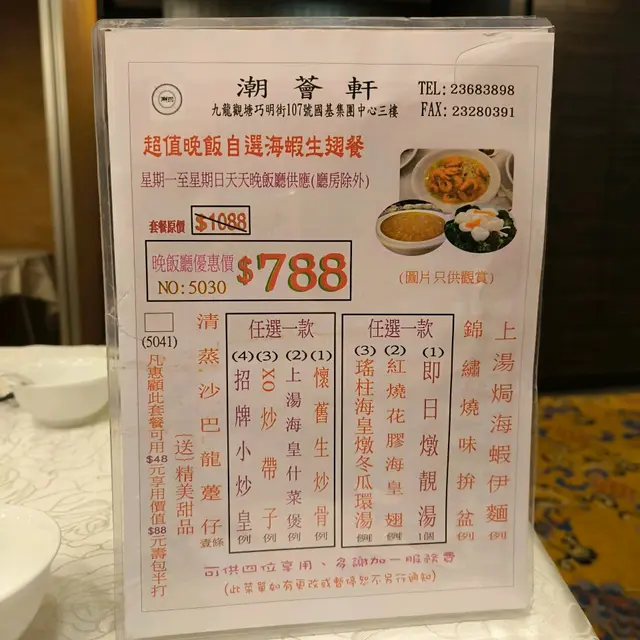 潮薈軒
TEL: 23683898
九龍觀塘巧明街107號國基集團中心三樓
FAX: 23280391
超值晚飯自選海蝦生翅餐
星期一至星期日天天晚飯廳供應(廳房除外)
套餐原價 $1088
晚飯廳優惠價
NO: 5030
$788
(圖片只供觀賞)
上湯焗海蝦伊麵 例
錦繡燒味拼盆 例
任選一款
(1) 即日燉靚湯 1個
(2) 紅燒花膠海皇翅 例
(3) 瑤柱海皇燉冬瓜環湯
任選一款
(1) 懷舊生炒骨 例
(2) 上湯海皇什菜煲 例
(3) XO炒帶子 例
(4) 招牌小炒皇 例
清蒸沙巴龍躉仔 壹條
(送)精美甜品
(5041)
凡惠顧此套餐可用$48元享用價值$88元壽包半打
可供四位享用、多謝加一服務費
(此菜單如有更改或暫停恕不另行通知)